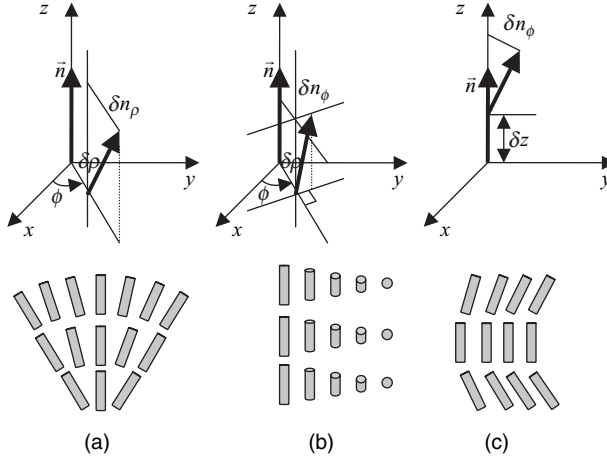 z z z
n⃗ δn_ρ n⃗ δn_ϕ n⃗ δn_ϕ
δρ δρ δz
ϕ y ϕ y y
x x x
(a) (b) (c)